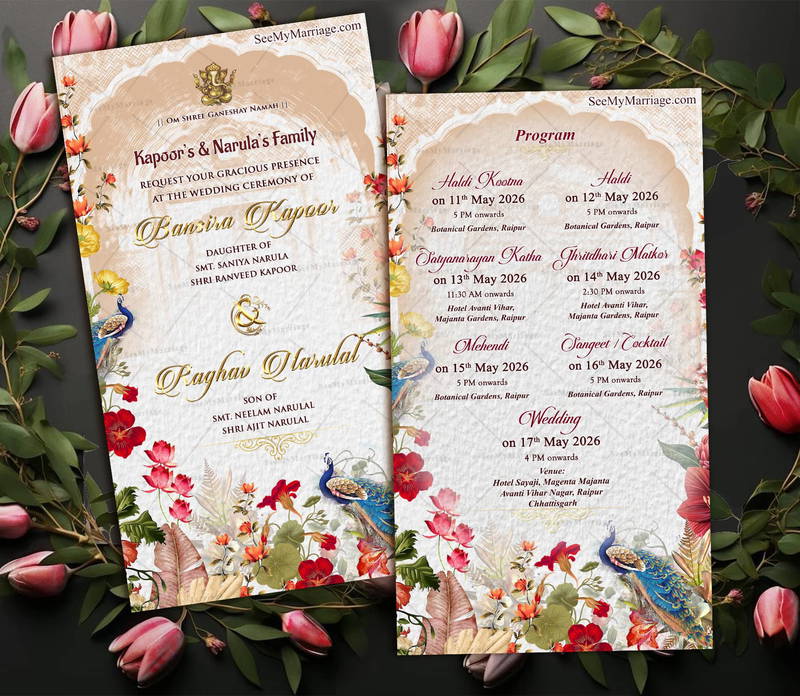 SeeMyMarriage.com
|| Om Shree Ganeshay Namah ||
Kapoor's & Narula's Family
REQUEST YOUR GRACIOUS PRESENCE
AT THE WEDDING CEREMONY OF
Bansira Kapoor
DAUGHTER OF
SMT. SANIYA NARULA
SHRI RANVEED KAPOOR
Raghav Narulal
SON OF
SMT. NEELAM NARULAL
SHRI AJIT NARULAL
SeeMyMarriage.com
Program
Haldi Kootna
on 11th May 2026
5 PM onwards
Botanical Gardens, Raipur
Haldi
on 12th May 2026
5 PM onwards
Botanical Gardens, Raipur
Satyanarayan Katha
on 13th May 2026
11:30 AM onwards
Hotel Avanti Vihar,
Majanta Gardens, Raipur
Jhritdhari Matkor
on 14th May 2026
2:30 PM onwards
Hotel Avanti Vihar,
Majanta Gardens, Raipur
Mehendi
on 15th May 2026
5 PM onwards
Botanical Gardens, Raipur
Sangeet / Cocktail
on 16th May 2026
5 PM onwards
Botanical Gardens, Raipur
Wedding
on 17th May 2026
4 PM onwards
Venue:
Hotel Sayaji, Magenta Majanta
Avanti Vihar Nagar, Raipur
Chhattisgarh